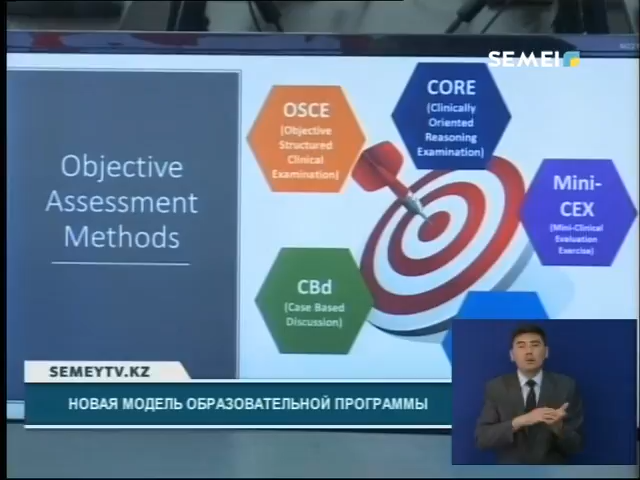 SEMEI
Objective
Assessment
Methods
OSCE
(Objective
Structured
Clinical
Examination)
CORE
(Clinically
Oriented
Reasoning
Examination)
Mini-
CEX
(Mini-Clinical
Evaluation
Exercise)
CBd
(Case Based
Discussion)
SEMEYTV.KZ
НОВАЯ МОДЕЛЬ ОБРАЗОВАТЕЛЬНОЙ ПРОГРАММЫ